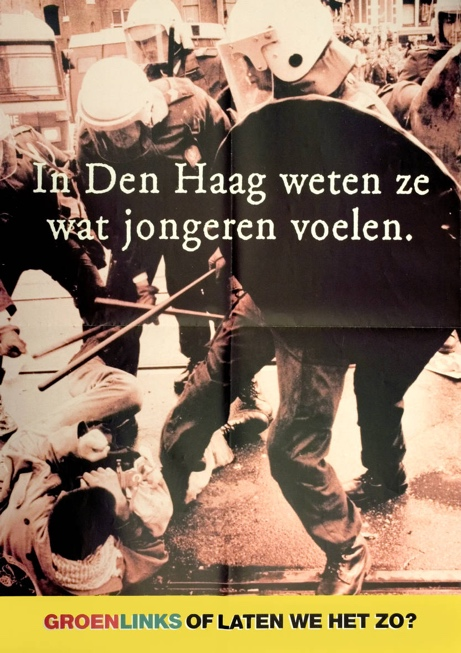 In Den Haag weten ze
wat jongeren voelen.
GROENLINKS OF LATEN WE HET ZO?